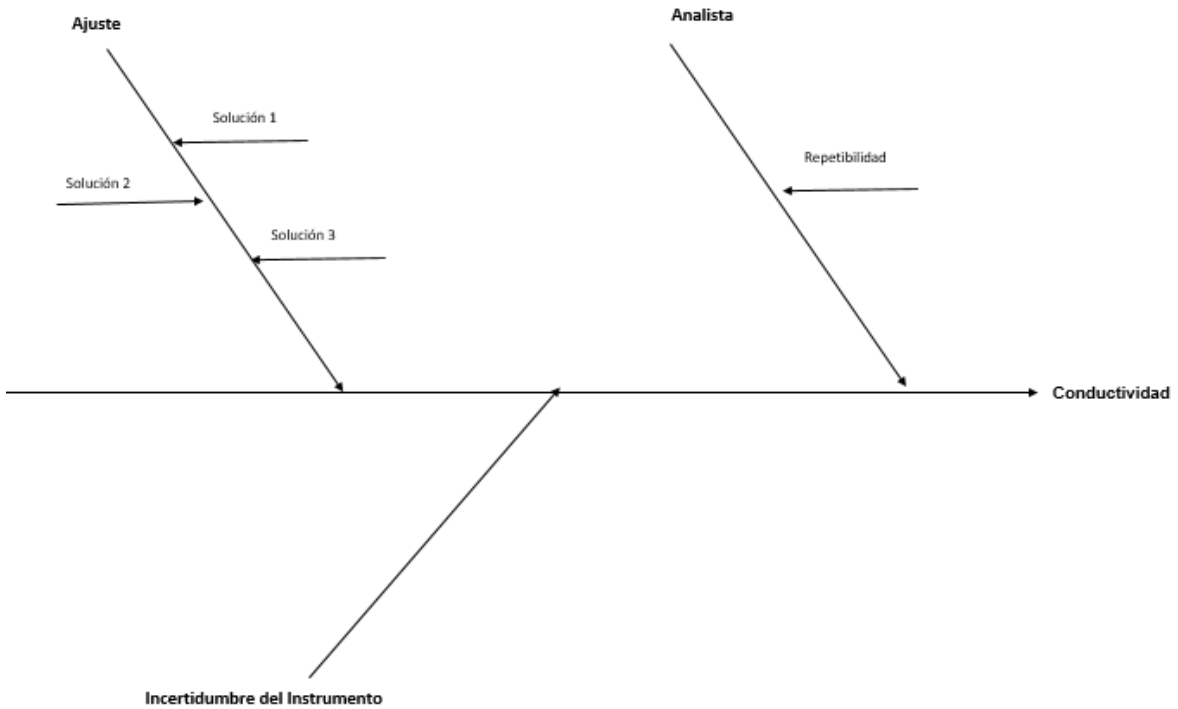 Ajuste
Analista
Solución 1
Repetibilidad
Solución 2
Solución 3
Conductividad
Incertidumbre del Instrumento